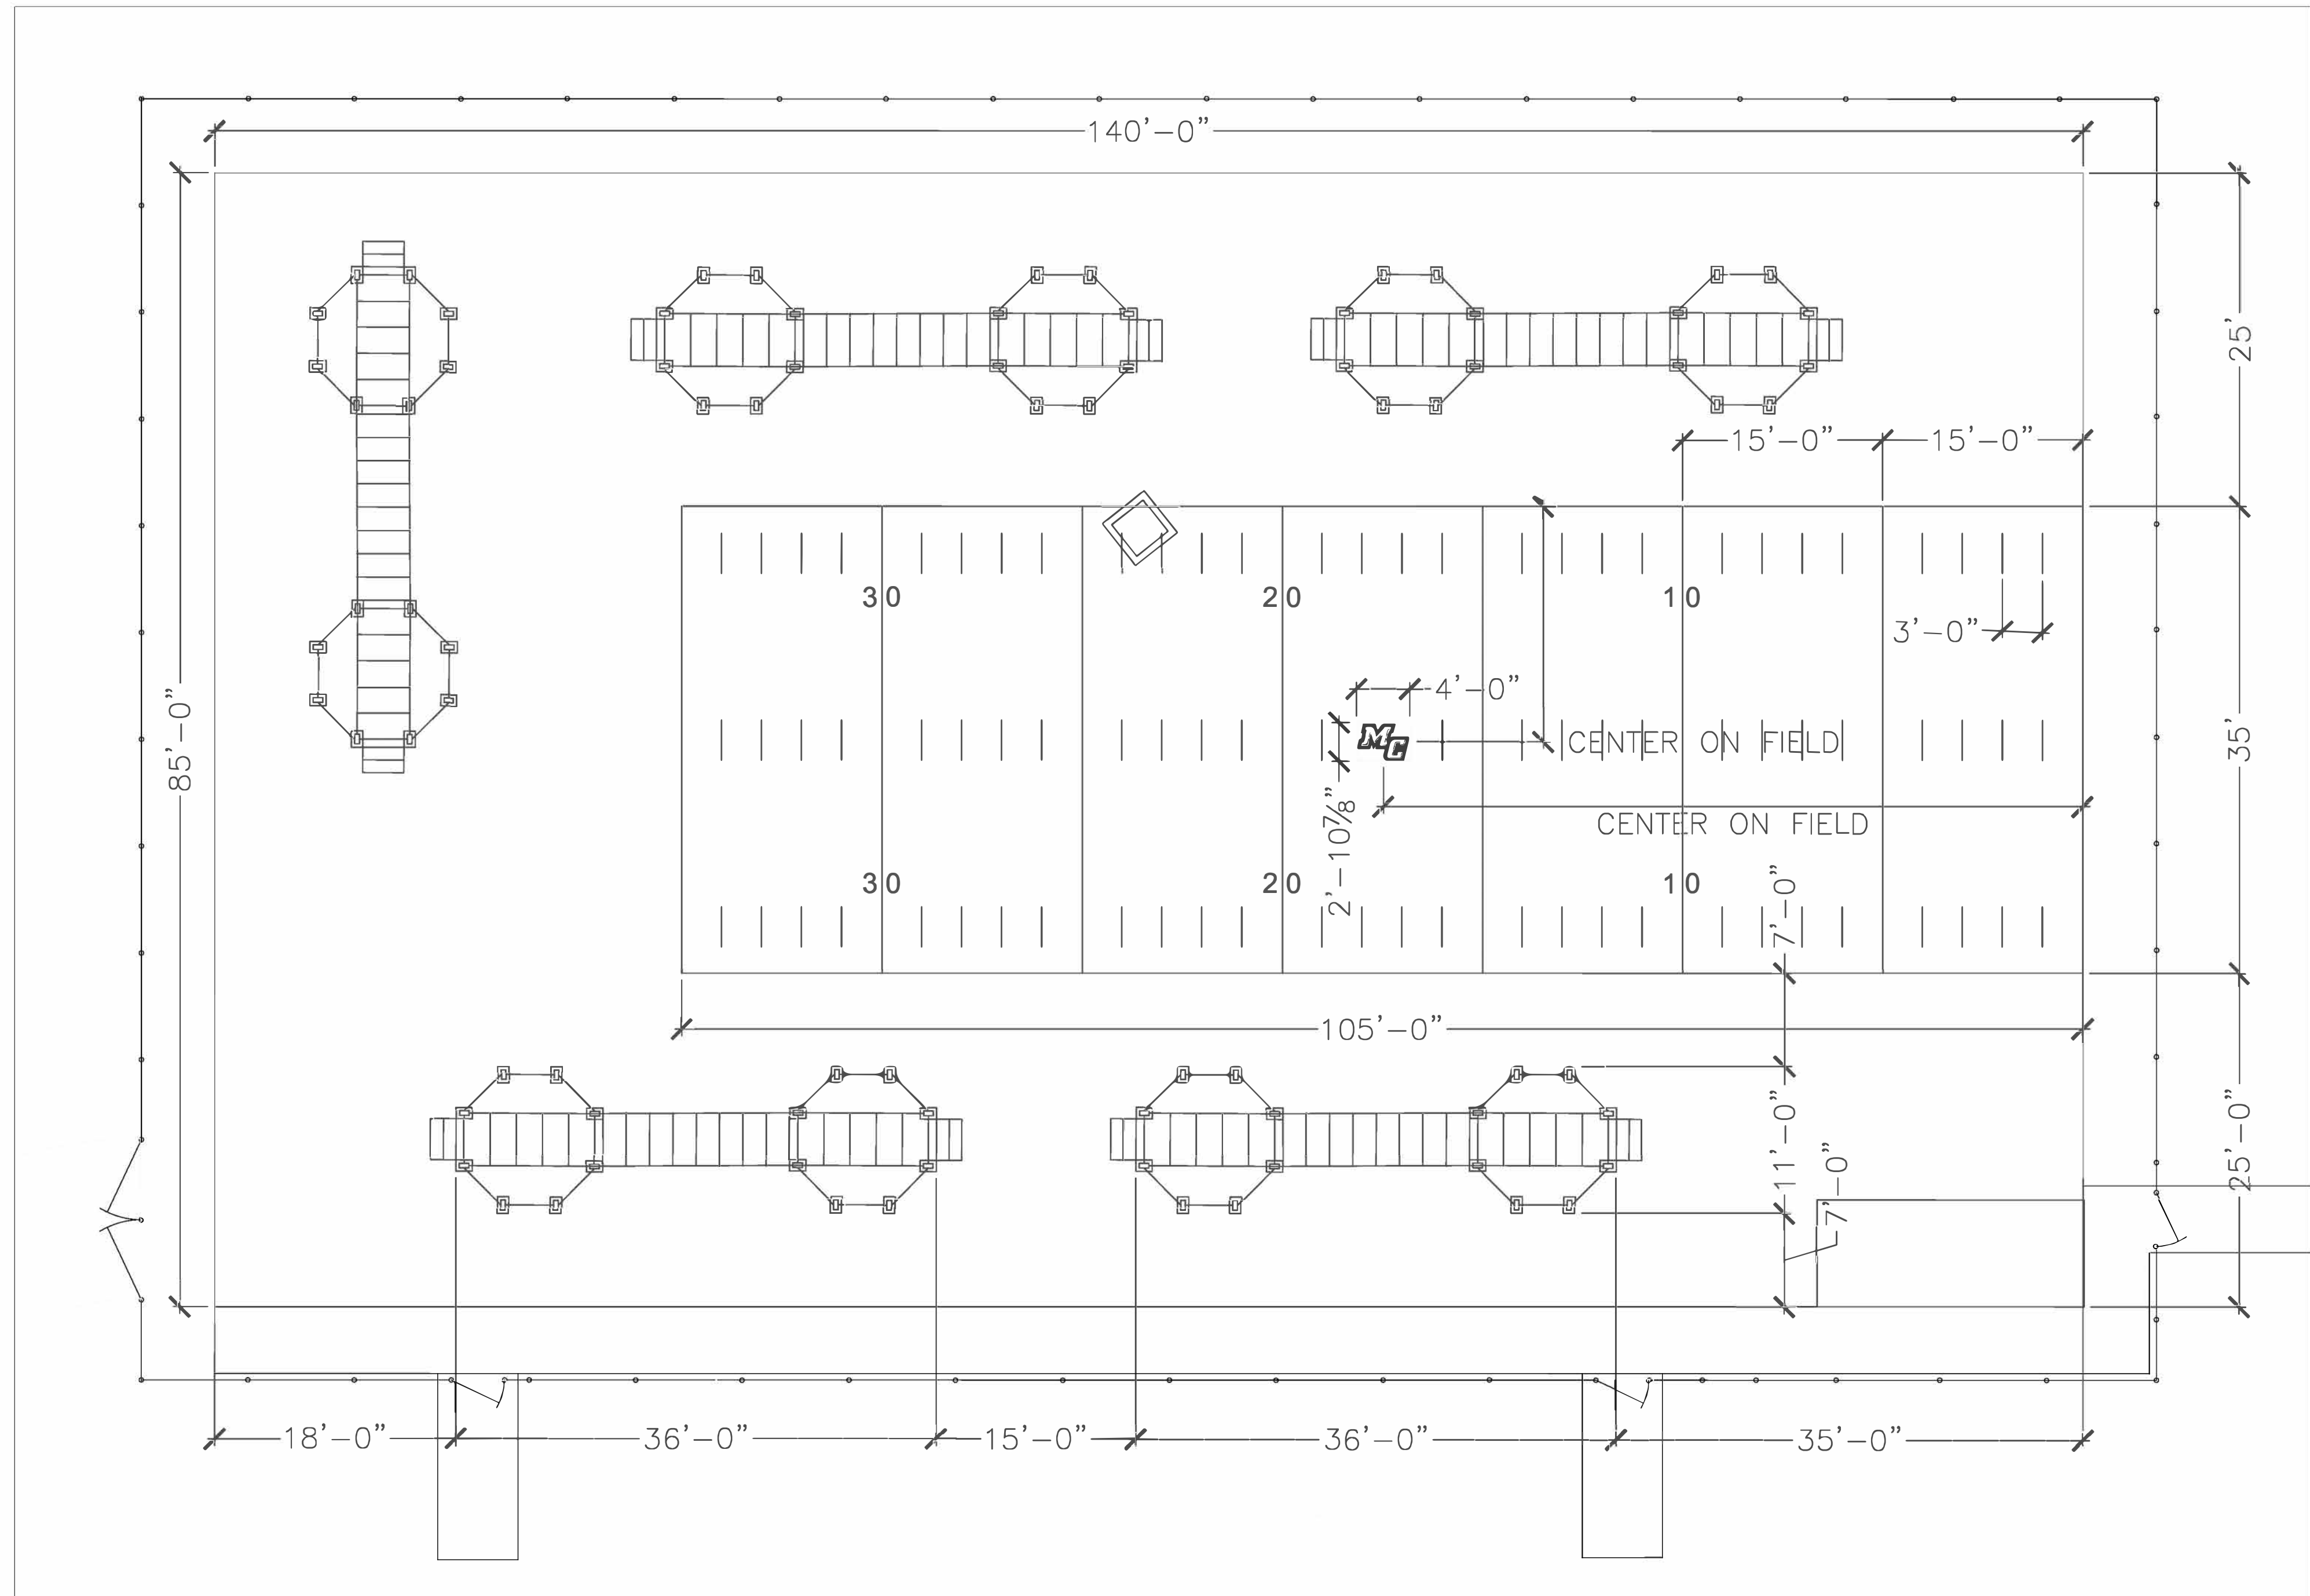 140'-0"
25'
15'-0" 15'-0"
30 20 10
3'-0"
4'-0"
85'-0"
MC CENTER ON FIELD
35'
2'-10⅞"
CENTER ON FIELD
30 20 10
7'-0"
105'-0"
11'-0"
7'-0"
25'-0"
18'-0" 36'-0" 15'-0" 36'-0" 35'-0"